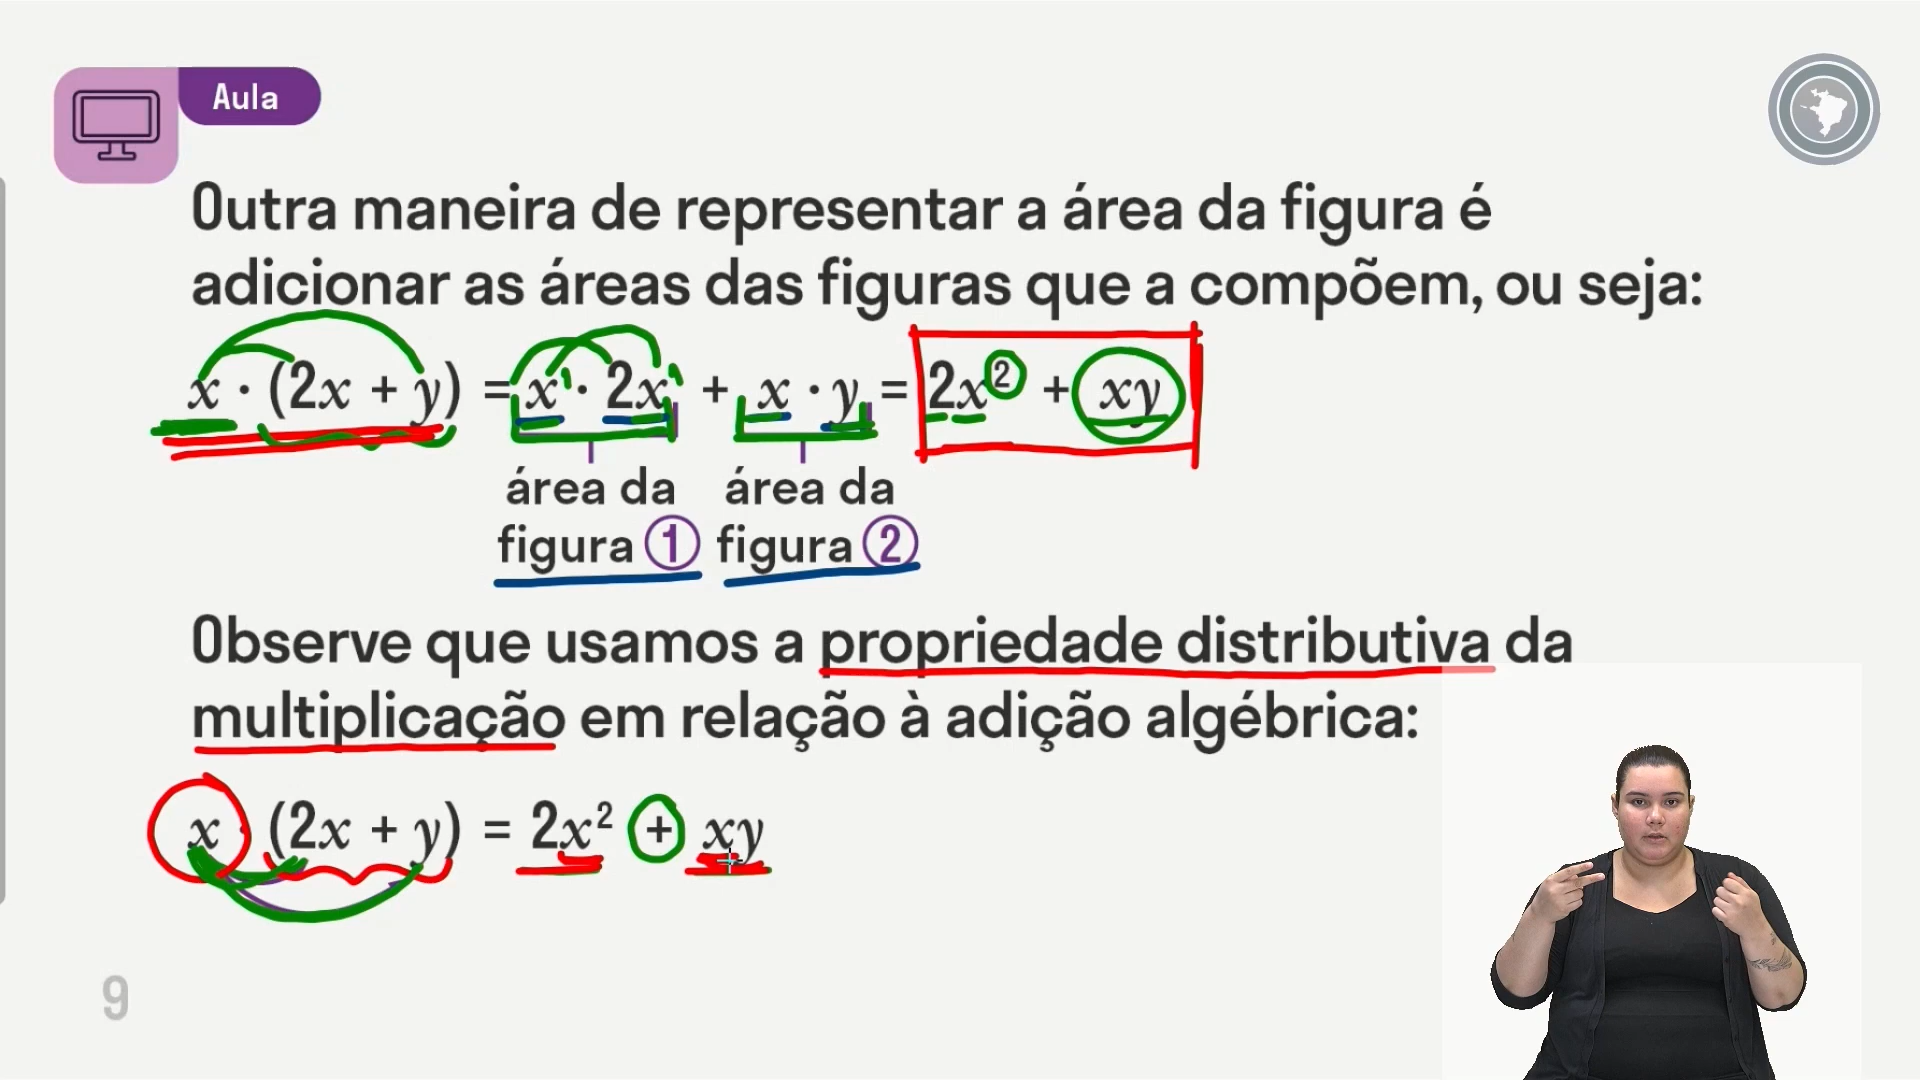 Aula
Outra maneira de representar a área da figura é
adicionar as áreas das figuras que a compõem, ou seja:
x · (2x + y) = x¹ · 2x¹ + x · y = 2x² + xy
área da área da
figura 1 figura 2
Observe que usamos a propriedade distributiva da
multiplicação em relação à adição algébrica:
x · (2x + y) = 2x² + xy
9